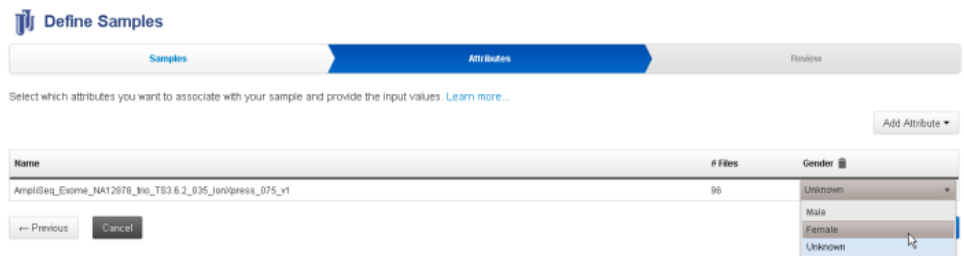 Define Samples
Samples Attributes Review
Select which attributes you want to associate with your sample and provide the input values. Learn more...
Add Attribute
Name # Files Gender
AmpliSeq_Exome_NA12878_trio_TS3.6.2_035_IonXpress_075_v1 96 Unknown
Male
← Previous Cancel Female
Unknown